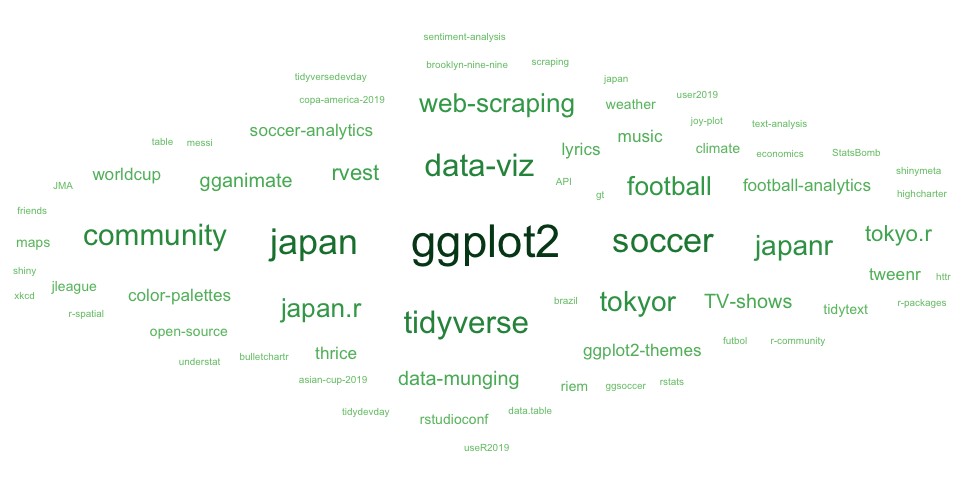 sentiment-analysis
brooklyn-nine-nine
scraping
tidyversedevday
japan
copa-america-2019
web-scraping
weather
user2019
soccer-analytics
music
joy-plot
text-analysis
table
messi
lyrics
climate
economics
StatsBomb
worldcup
gganimate
rvest
data-viz
API
gt
football
football-analytics
shinymeta
highcharter
JMA
friends
maps
community
japan
ggplot2
soccer
japanr
tokyo.r
shiny
xkcd
jleague
color-palettes
japan.r
brazil
tokyor
TV-shows
tweenr
httr
r-spatial
tidyverse
tidytext
r-packages
open-source
understat
bulletchartr
thrice
ggplot2-themes
futbol
r-community
asian-cup-2019
data-munging
riem
ggsoccer
rstats
tidydevday
rstudioconf
data.table
useR2019